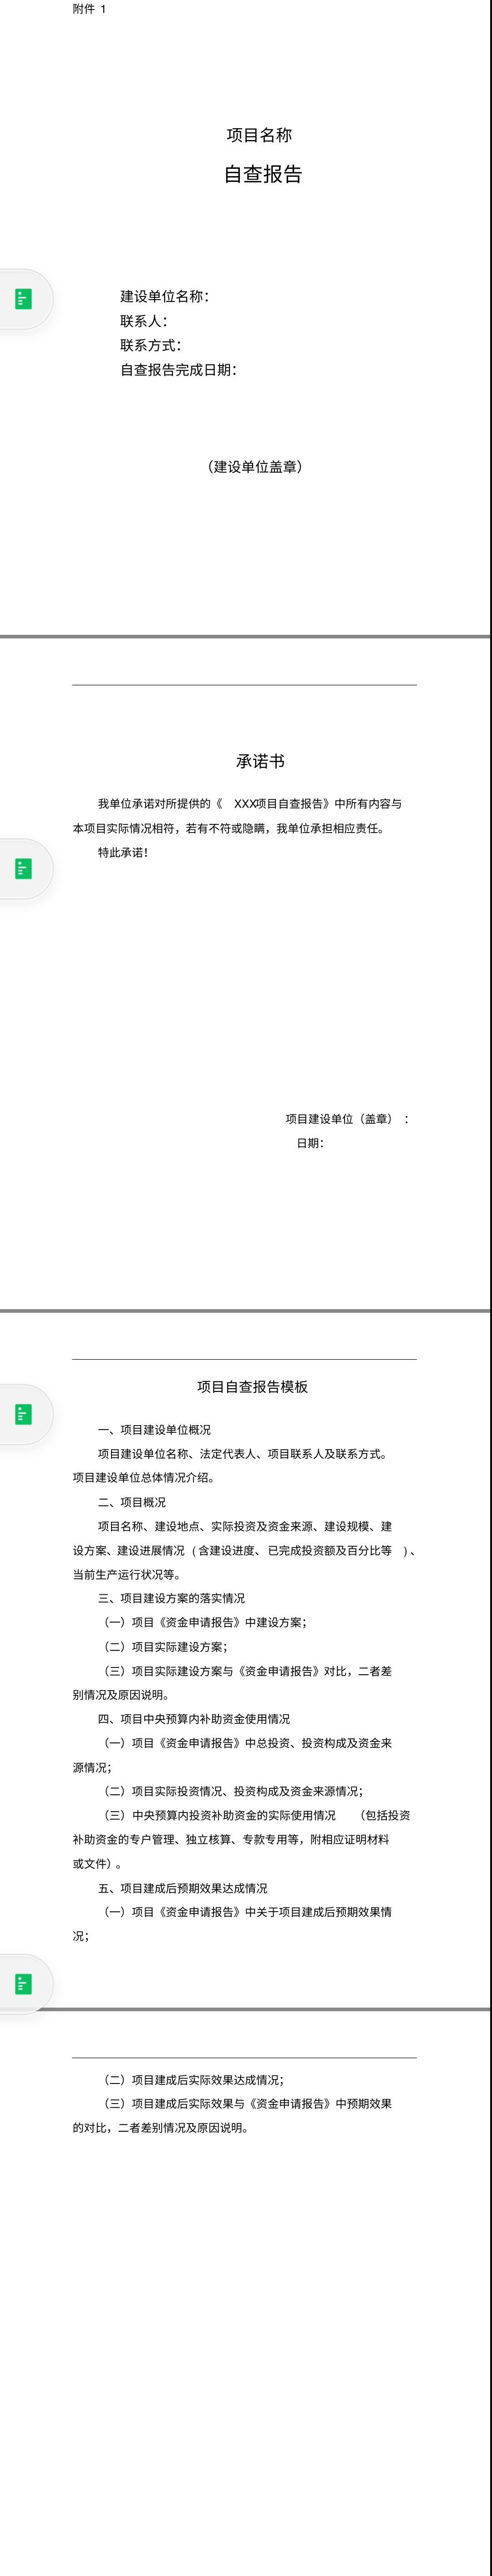 附件 1
项目名称
自查报告
建设单位名称：
联系人：
联系方式：
自查报告完成日期：
（建设单位盖章）
承诺书
我单位承诺对所提供的《 XXX项目自查报告》中所有内容与
本项目实际情况相符，若有不符或隐瞒，我单位承担相应责任。
特此承诺！
项目建设单位（盖章） ：
日期：
项目自查报告模板
一、项目建设单位概况
项目建设单位名称、法定代表人、项目联系人及联系方式。
项目建设单位总体情况介绍。
二、项目概况
项目名称、建设地点、实际投资及资金来源、建设规模、建
设方案、建设进展情况 ( 含建设进度、已完成投资额及百分比等 ) 、
当前生产运行状况等。
三、项目建设方案的落实情况
（一）项目《资金申请报告》中建设方案；
（二）项目实际建设方案；
（三）项目实际建设方案与《资金申请报告》对比，二者差
别情况及原因说明。
四、项目中央预算内补助资金使用情况
（一）项目《资金申请报告》中总投资、投资构成及资金来
源情况；
（二）项目实际投资情况、投资构成及资金来源情况；
（三）中央预算内投资补助资金的实际使用情况 （包括投资
补助资金的专户管理、独立核算、专款专用等，附相应证明材料
或文件）。
五、项目建成后预期效果达成情况
（一）项目《资金申请报告》中关于项目建成后预期效果情
况；
（二）项目建成后实际效果达成情况；
（三）项目建成后实际效果与《资金申请报告》中预期效果
的对比，二者差别情况及原因说明。